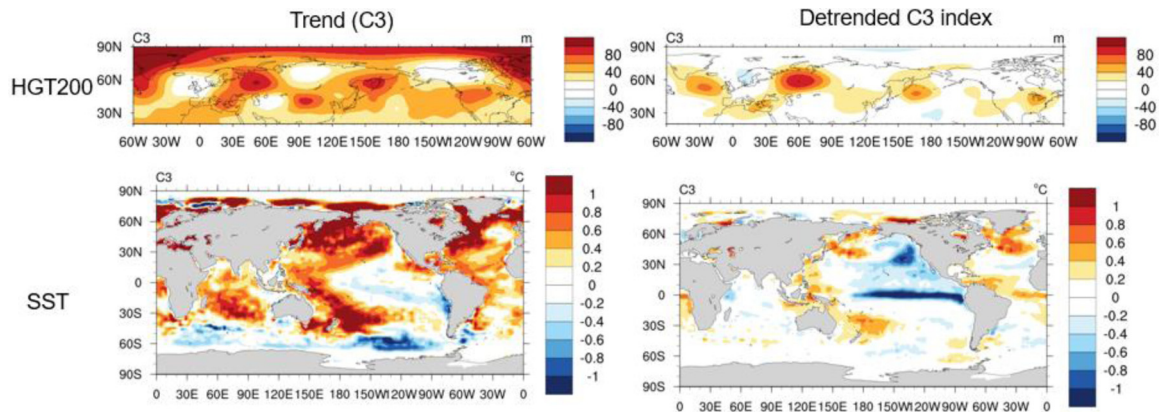 Trend (C3)
Detrended C3 index
HGT200
C3
m
90N
60N
30N
60W 30W 0 30E 60E 90E 120E 150E 180 150W 120W 90W 60W
80
40
0
-40
-80
C3
m
90N
60N
30N
60W 30W 0 30E 60E 90E 120E 150E 180 150W 120W 90W 60W
80
40
0
-40
-80
SST
C3
°C
90N
60N
30N
0
30S
60S
90S
0 30E 60E 90E 120E 150E 180 150W 120W 90W 60W 30W 0
1
0.8
0.6
0.4
0.2
0
-0.2
-0.4
-0.6
-0.8
-1
C3
°C
90N
60N
30N
0
30S
60S
90S
0 30E 60E 90E 120E 150E 180 150W 120W 90W 60W 30W 0
1
0.8
0.6
0.4
0.2
0
-0.2
-0.4
-0.6
-0.8
-1